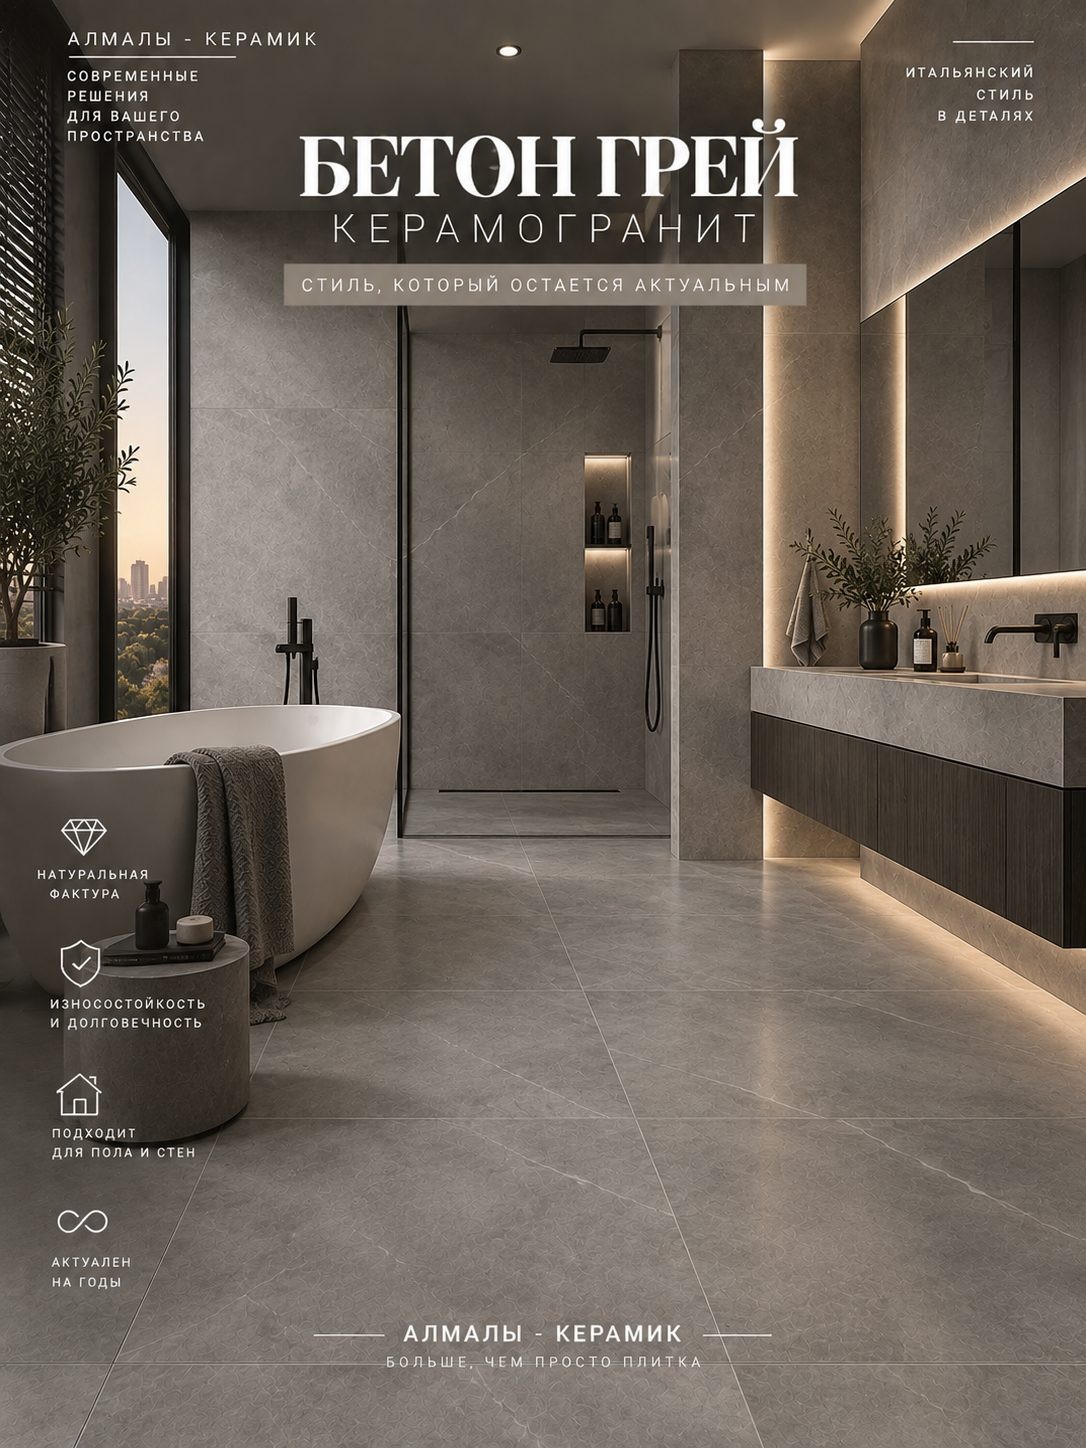 АЛМАЛЫ - КЕРАМИК
СОВРЕМЕННЫЕ
РЕШЕНИЯ
ДЛЯ ВАШЕГО
ПРОСТРАНСТВА
ИТАЛЬЯНСКИЙ
СТИЛЬ
В ДЕТАЛЯХ
БЕТОН ГРЕЙ
КЕРАМОГРАНИТ
СТИЛЬ, КОТОРЫЙ ОСТАЕТСЯ АКТУАЛЬНЫМ
НАТУРАЛЬНАЯ
ФАКТУРА
ИЗНОСОСТОЙКОСТЬ
И ДОЛГОВЕЧНОСТЬ
ПОДХОДИТ
ДЛЯ ПОЛА И СТЕН
АКТУАЛЕН
НА ГОДЫ
АЛМАЛЫ - КЕРАМИК
БОЛЬШЕ, ЧЕМ ПРОСТО ПЛИТКА